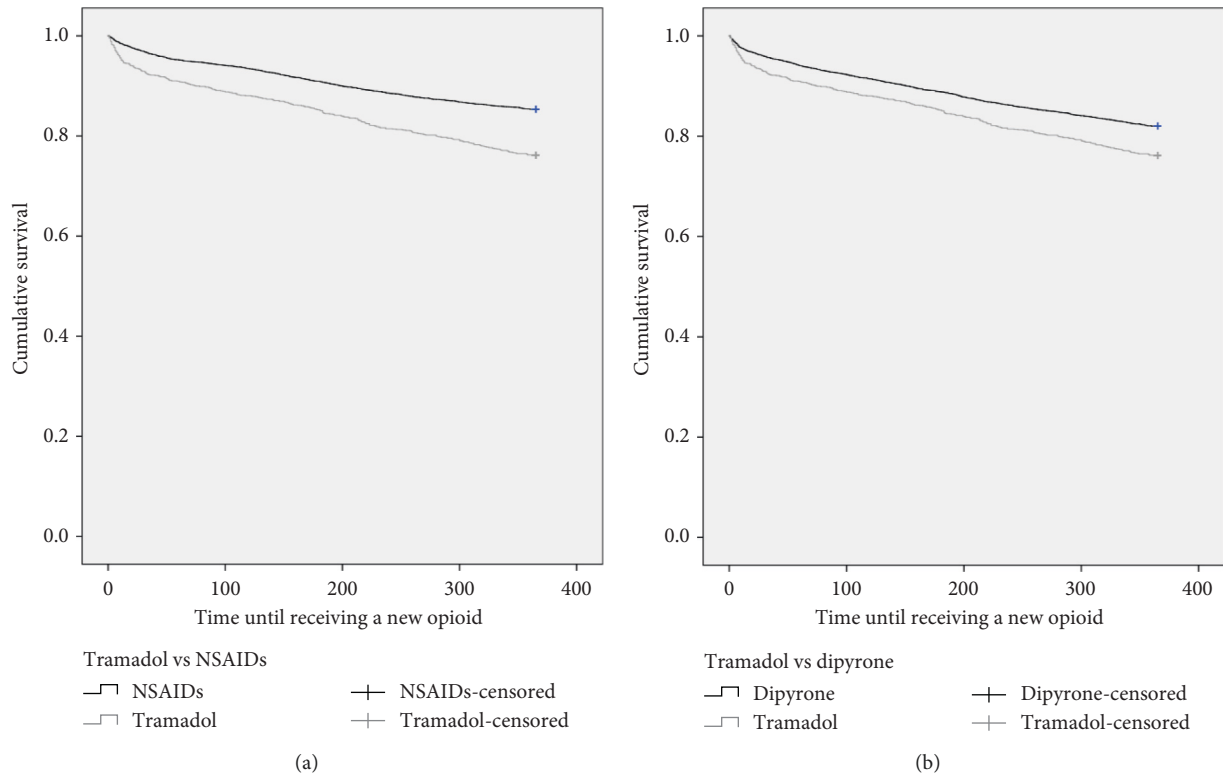 1.0
0.8
0.6
0.4
0.2
0.0
Cumulative survival
0 100 200 300 400
Time until receiving a new opioid
Tramadol vs NSAIDs
NSAIDs NSAIDs-censored
Tramadol Tramadol-censored
(a)
1.0
0.8
0.6
0.4
0.2
0.0
Cumulative survival
0 100 200 300 400
Time until receiving a new opioid
Tramadol vs dipyrone
Dipyrone Dipyrone-censored
Tramadol Tramadol-censored
(b)